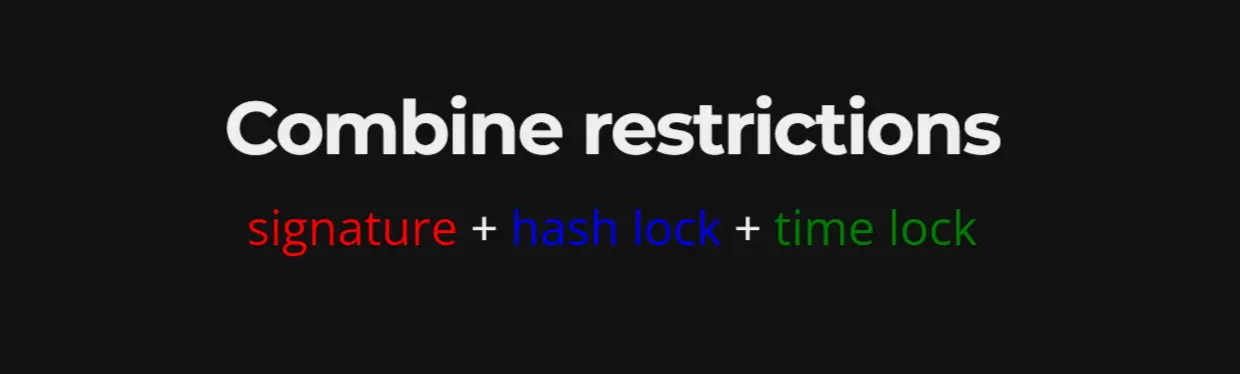 Combine restrictions
signature + hash lock + time lock